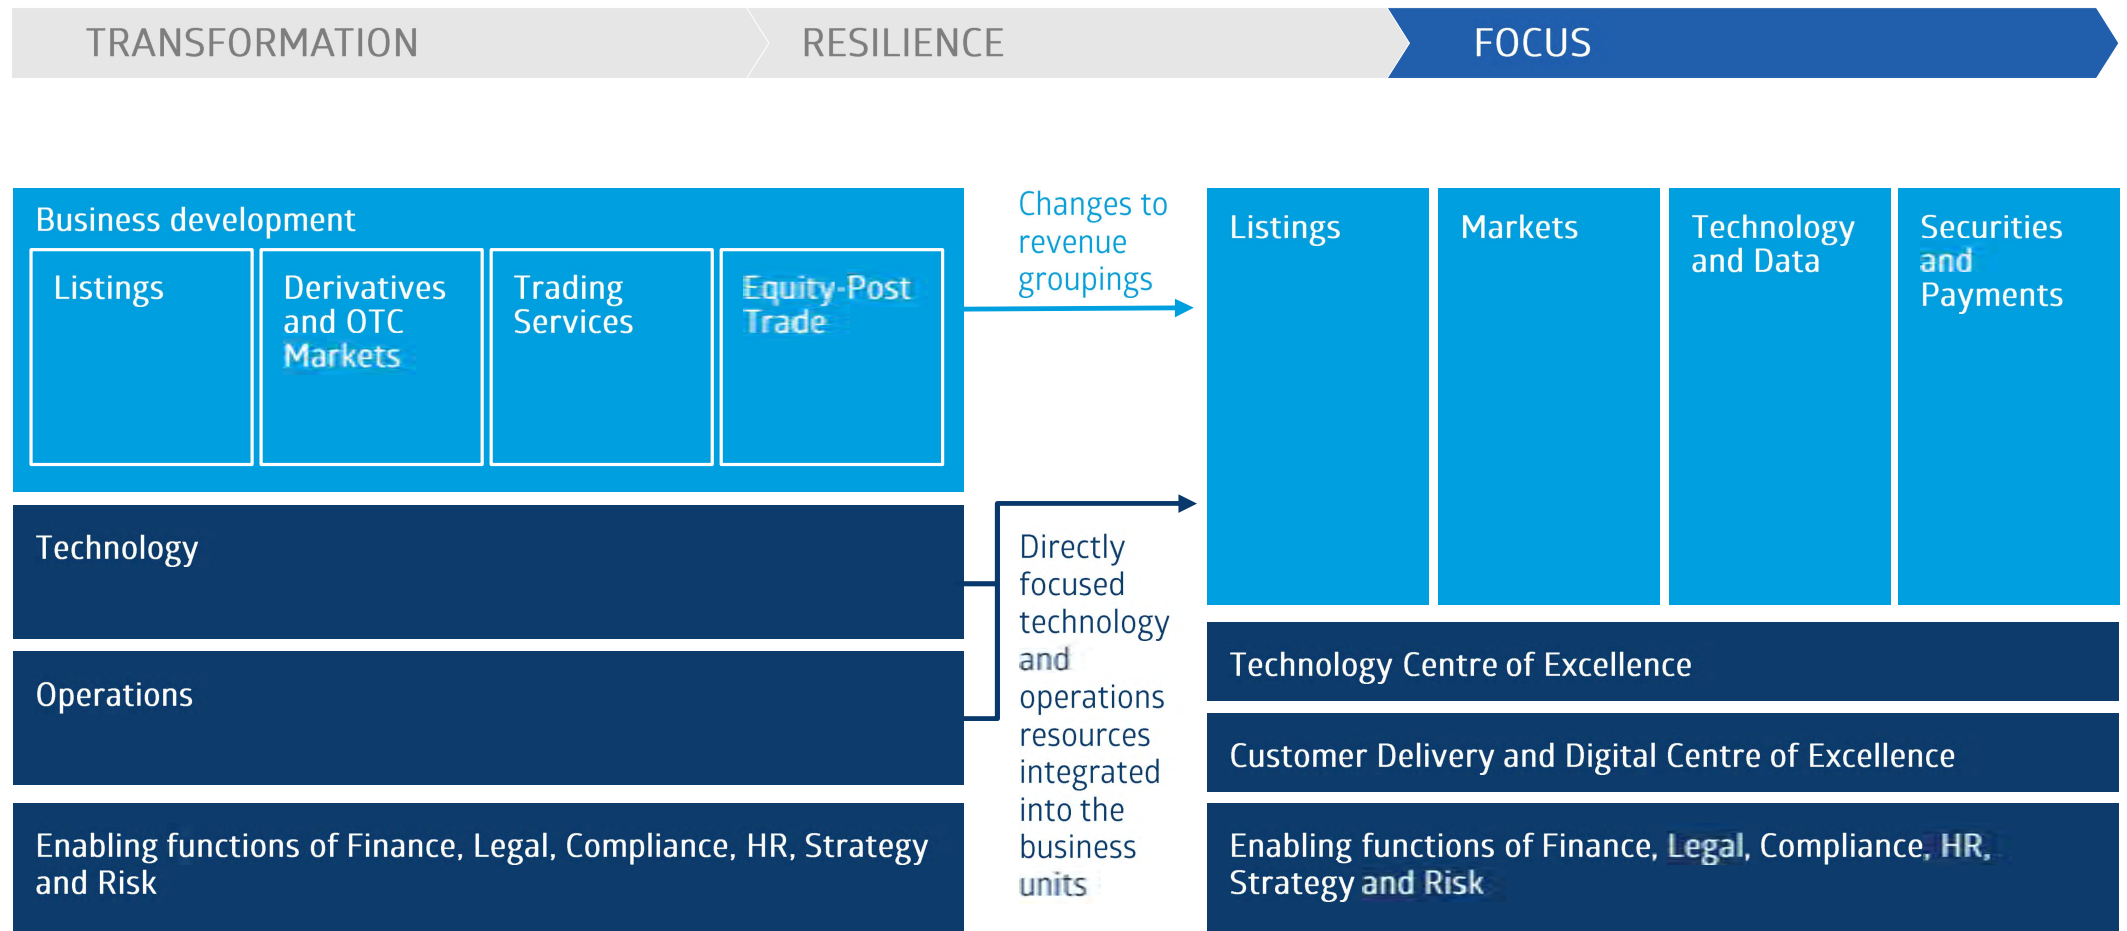 TRANSFORMATION
RESILIENCE
FOCUS
Business development
Listings
Derivatives
and OTC
Markets
Trading
Services
Equity-Post
Trade
Technology
Operations
Enabling functions of Finance, Legal, Compliance, HR, Strategy
and Risk
Changes to
revenue
groupings
Directly
focused
technology
and
operations
resources
integrated
into the
business
units
Listings
Markets
Technology
and Data
Securities
and
Payments
Technology Centre of Excellence
Customer Delivery and Digital Centre of Excellence
Enabling functions of Finance, Legal, Compliance, HR,
Strategy and Risk